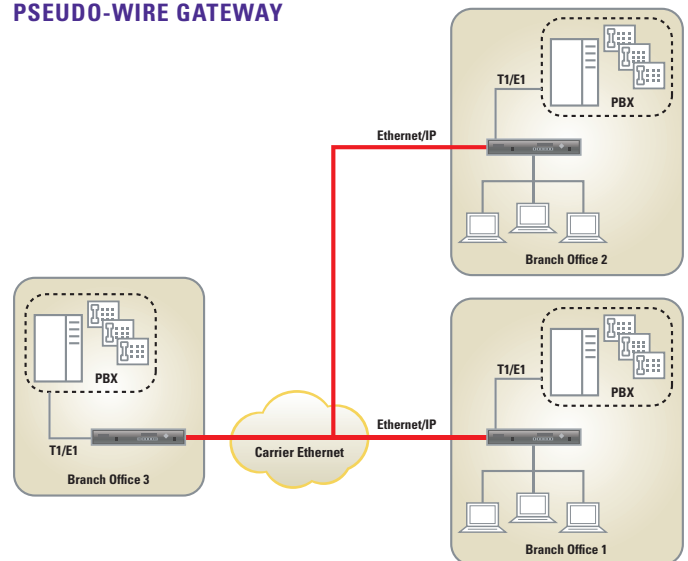 PSEUDO-WIRE GATEWAY
T1/E1
PBX
Ethernet/IP
Branch Office 2
PBX
T1/E1
Branch Office 3
Carrier Ethernet
Ethernet/IP
T1/E1
PBX
Branch Office 1